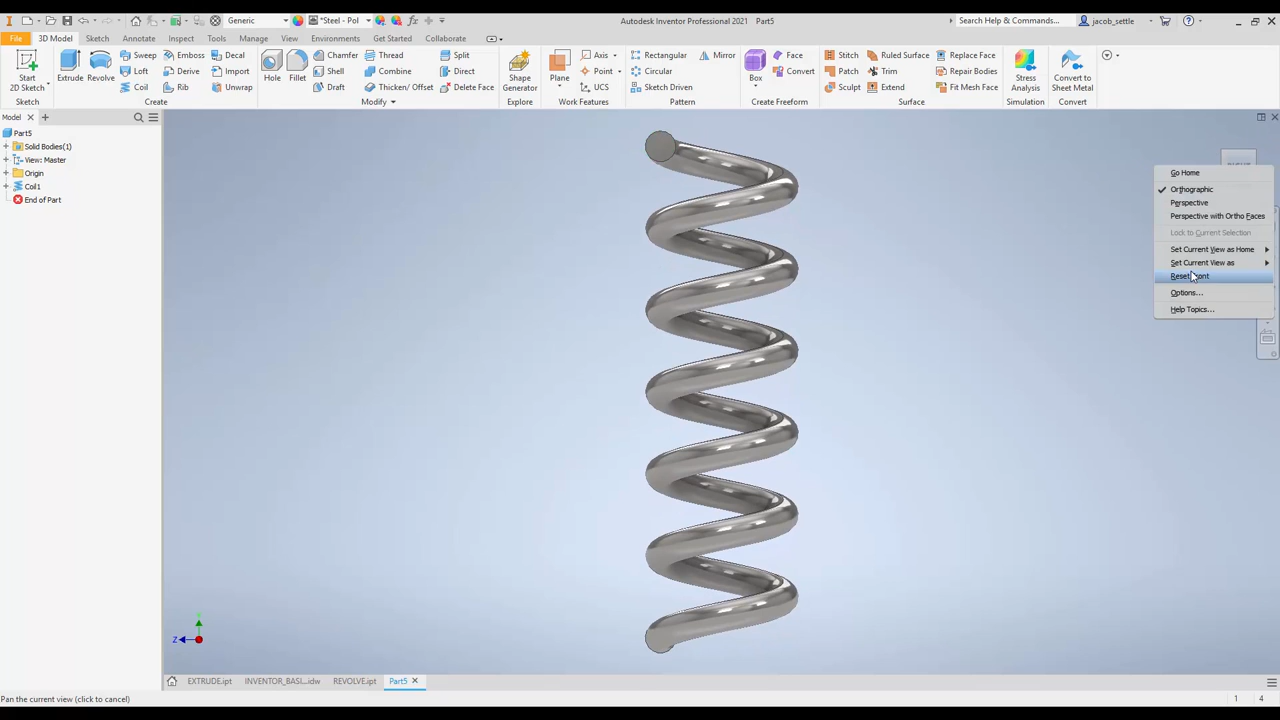 Generic
*Steel - Pol
Autodesk Inventor Professional 2021 Part5
Search Help & Commands...
jacob_settle
File 3D Model Sketch Annotate Inspect Tools Manage View Environments Get Started Collaborate
Start
2D Sketch
Sketch
Extrude
Revolve
Sweep
Loft
Coil
Emboss
Derive
Rib
Decal
Import
Unwrap
Create
Hole
Fillet
Chamfer
Shell
Draft
Thread
Combine
Thicken/ Offset
Split
Direct
Delete Face
Modify
Shape
Generator
Explore
Plane
Axis
Point
UCS
Work Features
Rectangular
Circular
Sketch Driven
Mirror
Pattern
Box
Face
Convert
Create Freeform
Stitch
Patch
Sculpt
Ruled Surface
Trim
Extend
Replace Face
Repair Bodies
Fit Mesh Face
Surface
Stress
Analysis
Simulation
Convert to
Sheet Metal
Convert
Model
Part5
Solid Bodies(1)
View: Master
Origin
Coil1
End of Part
Go Home
Orthographic
Perspective
Perspective with Ortho Faces
Lock to Current Selection
Set Current View as Home
Set Current View as
Options...
Help Topics...
Y
Z
EXTRUDE.ipt
INVENTOR_BASI...idw
REVOLVE.ipt
Part5
Pan the current view (click to cancel)
1 4